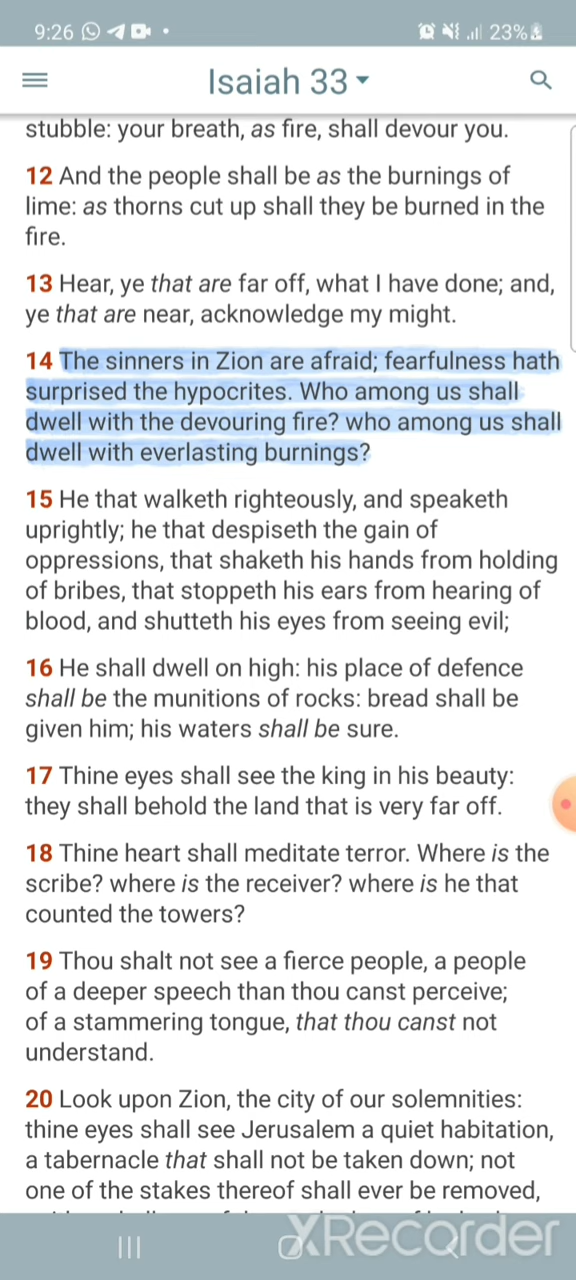 9:26
23%
Isaiah 33
stubble: your breath, as fire, shall devour you.
12 And the people shall be as the burnings of
lime: as thorns cut up shall they be burned in the
fire.
13 Hear, ye that are far off, what I have done; and,
ye that are near, acknowledge my might.
14 The sinners in Zion are afraid; fearfulness hath
surprised the hypocrites. Who among us shall
dwell with the devouring fire? who among us shall
dwell with everlasting burnings?
15 He that walketh righteously, and speaketh
uprightly; he that despiseth the gain of
oppressions, that shaketh his hands from holding
of bribes, that stoppeth his ears from hearing of
blood, and shutteth his eyes from seeing evil;
16 He shall dwell on high: his place of defence
shall be the munitions of rocks: bread shall be
given him; his waters shall be sure.
17 Thine eyes shall see the king in his beauty:
they shall behold the land that is very far off.
18 Thine heart shall meditate terror. Where is the
scribe? where is the receiver? where is he that
counted the towers?
19 Thou shalt not see a fierce people, a people
of a deeper speech than thou canst perceive;
of a stammering tongue, that thou canst not
understand.
20 Look upon Zion, the city of our solemnities:
thine eyes shall see Jerusalem a quiet habitation,
a tabernacle that shall not be taken down; not
one of the stakes thereof shall ever be removed,
XRecorder